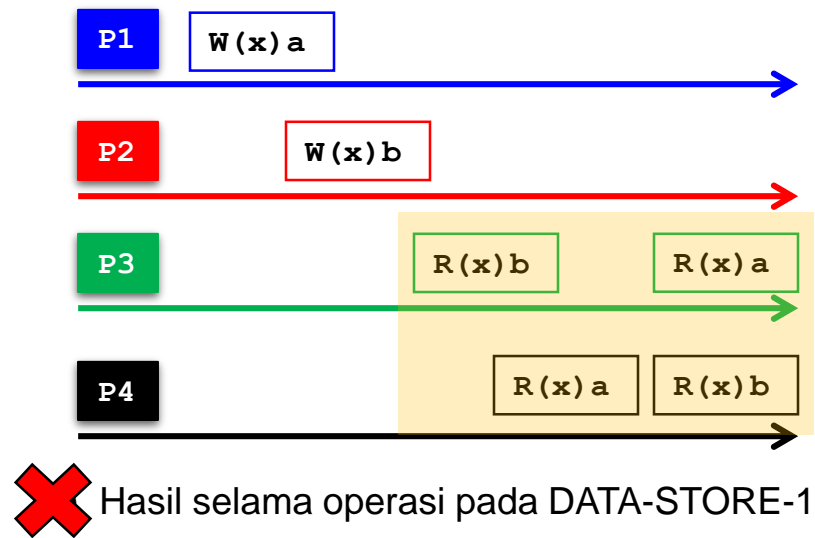 P1 W(x)a
P2 W(x)b
P3 R(x)b R(x)a
P4 R(x)a R(x)b
Hasil selama operasi pada DATA-STORE-1